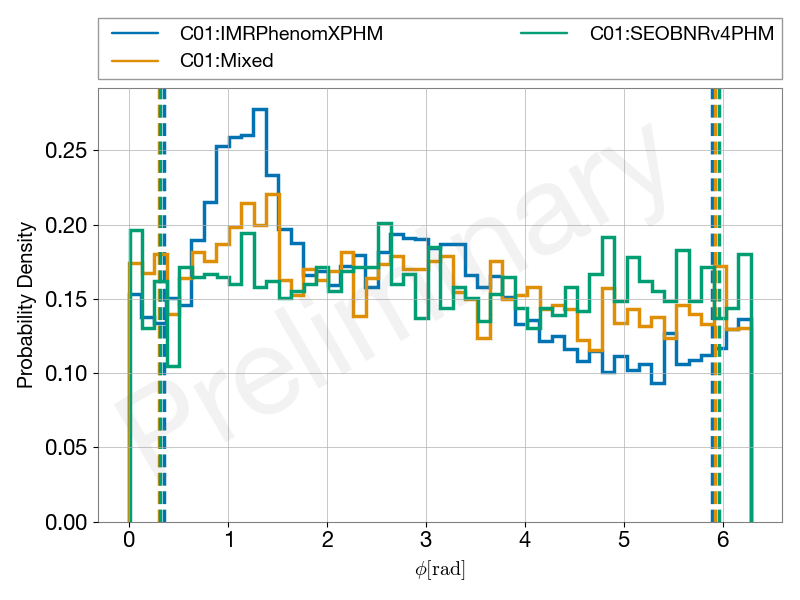 C01:IMRPhenomXPHM
C01:Mixed
C01:SEOBNRv4PHM
Preliminary
Probability Density
0.25
0.20
0.15
0.10
0.05
0.00
0 1 2 3 4 5 6
ϕ[rad]